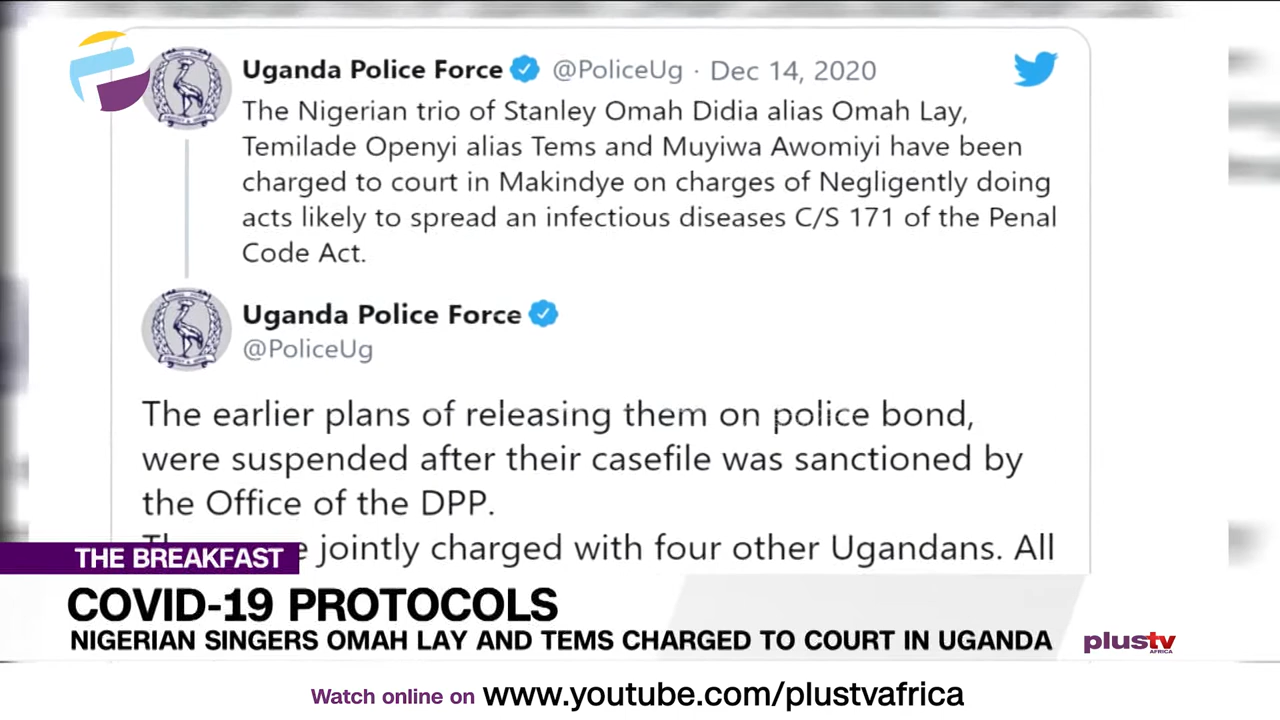 Uganda Police Force @PoliceUg · Dec 14, 2020
The Nigerian trio of Stanley Omah Didia alias Omah Lay,
Temilade Openyi alias Tems and Muyiwa Awomiyi have been
charged to court in Makindye on charges of Negligently doing
acts likely to spread an infectious diseases C/S 171 of the Penal
Code Act.
Uganda Police Force
@PoliceUg
The earlier plans of releasing them on police bond,
were suspended after their casefile was sanctioned by
the Office of the DPP.
jointly charged with four other Ugandans. All
THE BREAKFAST
COVID-19 PROTOCOLS
NIGERIAN SINGERS OMAH LAY AND TEMS CHARGED TO COURT IN UGANDA
plustv
AFRICA
Watch online on www.youtube.com/plustvafrica